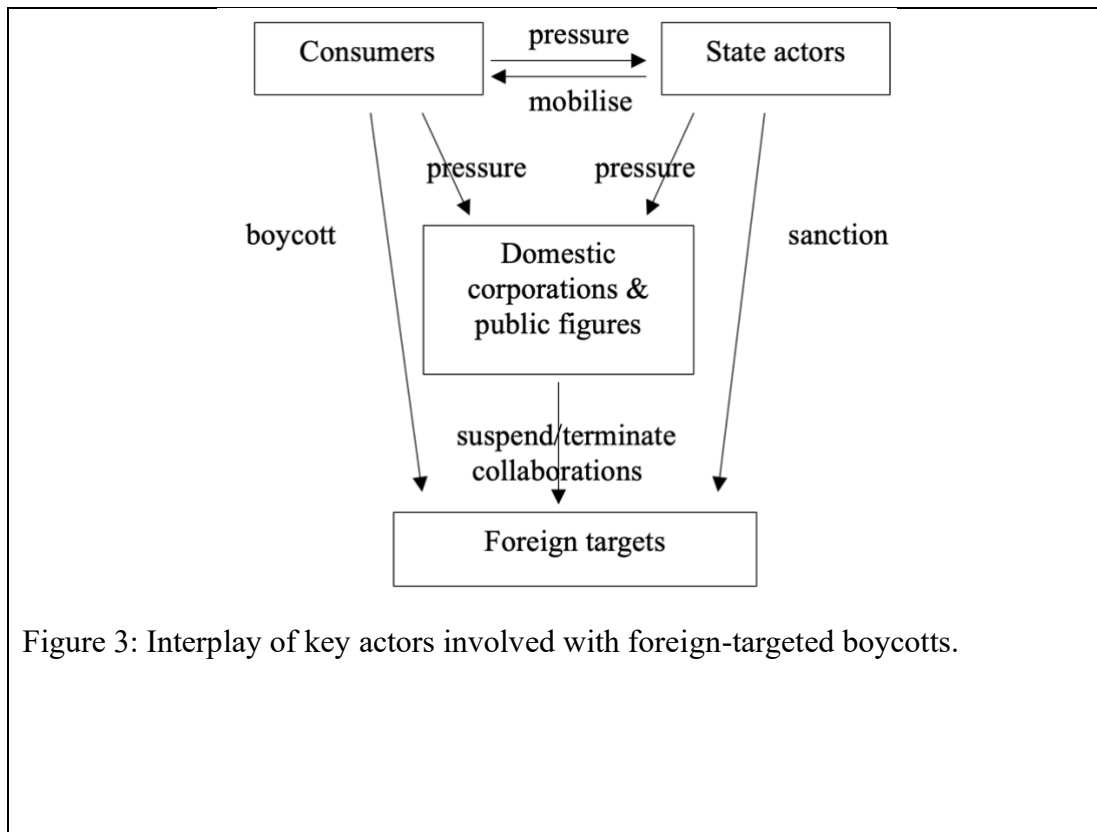 Consumers
pressure
State actors
mobilise
pressure
pressure
boycott
sanction
Domestic
corporations &
public figures
suspend/terminate
collaborations
Foreign targets
Figure 3: Interplay of key actors involved with foreign-targeted boycotts.